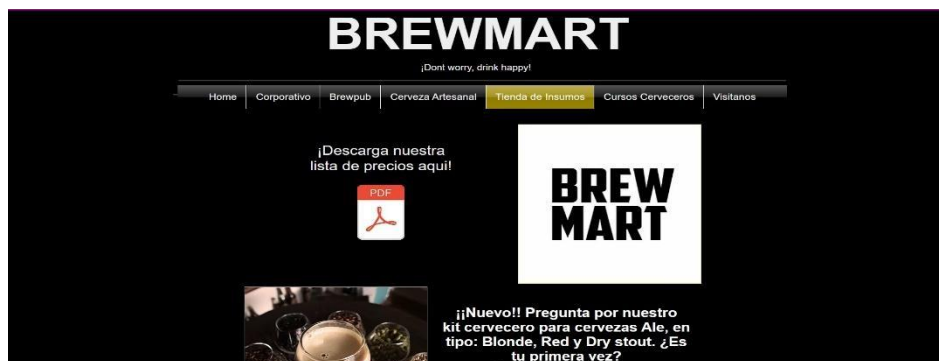 BREWMART
¡Dont worry, drink happy!
Home Corporativo Brewpub Cerveza Artesanal Tienda de Insumos Cursos Cerveceros Visitanos
¡Descarga nuestra
lista de precios aqui!
PDF
BREW
MART
¡¡Nuevo!! Pregunta por nuestro
kit cervecero para cervezas Ale, en
tipo: Blonde, Red y Dry stout. ¿Es
tu primera vez?